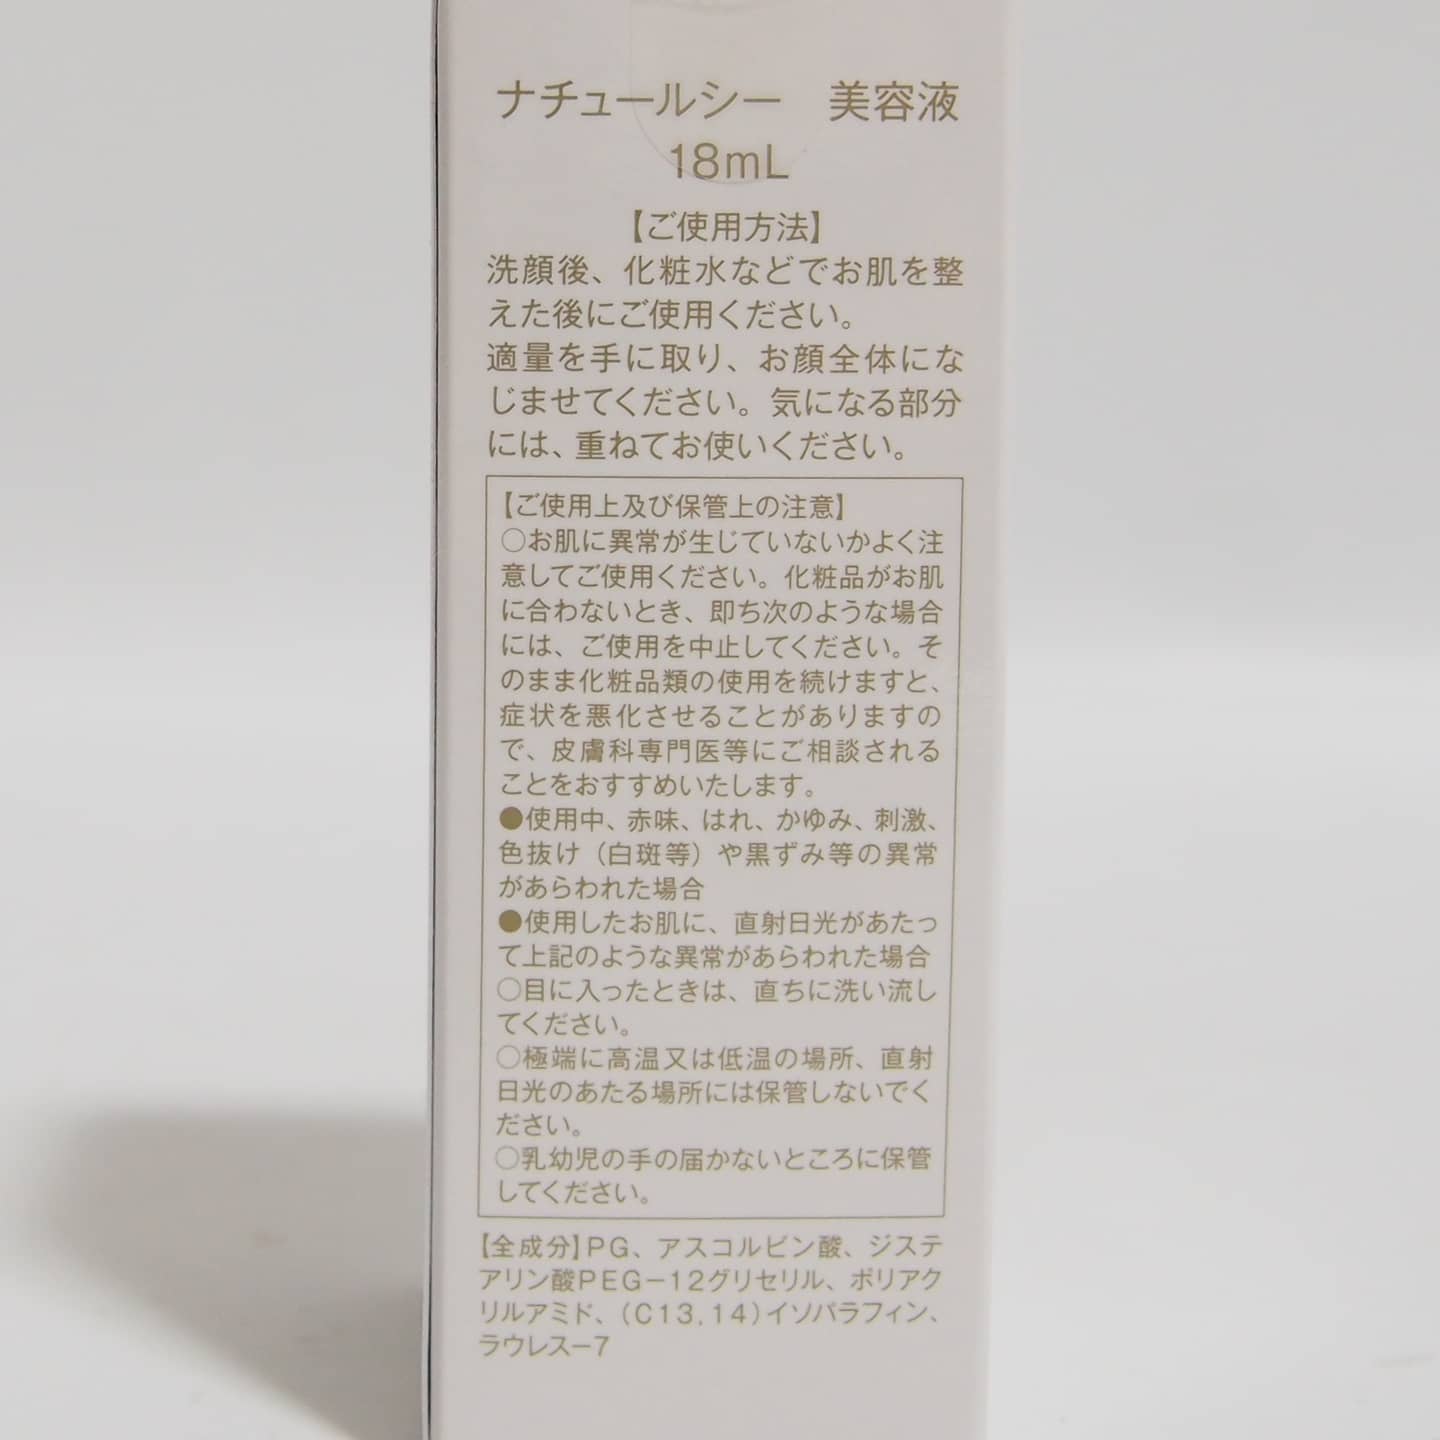 ナチュールシー　美容液
18mL
【ご使用方法】
洗顔後、化粧水などでお肌を整
えた後にご使用ください。
適量を手に取り、お顔全体にな
じませてください。気になる部分
には、重ねてお使いください。
【ご使用上及び保管上の注意】
○お肌に異常が生じていないかよく注
意してご使用ください。化粧品がお肌
に合わないとき、即ち次のような場合
には、ご使用を中止してください。そ
のまま化粧品類の使用を続けますと、
症状を悪化させることがありますの
で、皮膚科専門医等にご相談される
ことをおすすめいたします。
●使用中、赤味、はれ、かゆみ、刺激、
色抜け（白斑等）や黒ずみ等の異常
があらわれた場合
●使用したお肌に、直射日光があたっ
て上記のような異常があらわれた場合
○目に入ったときは、直ちに洗い流し
てください。
○極端に高温又は低温の場所、直射
日光のあたる場所には保管しないでく
ださい。
○乳幼児の手の届かないところに保管
してください。
【全成分】PG、アスコルビン酸、ジステ
アリン酸PEG－12グリセリル、ポリアク
リルアミド、(C13,14)イソパラフィン、
ラウレス－7